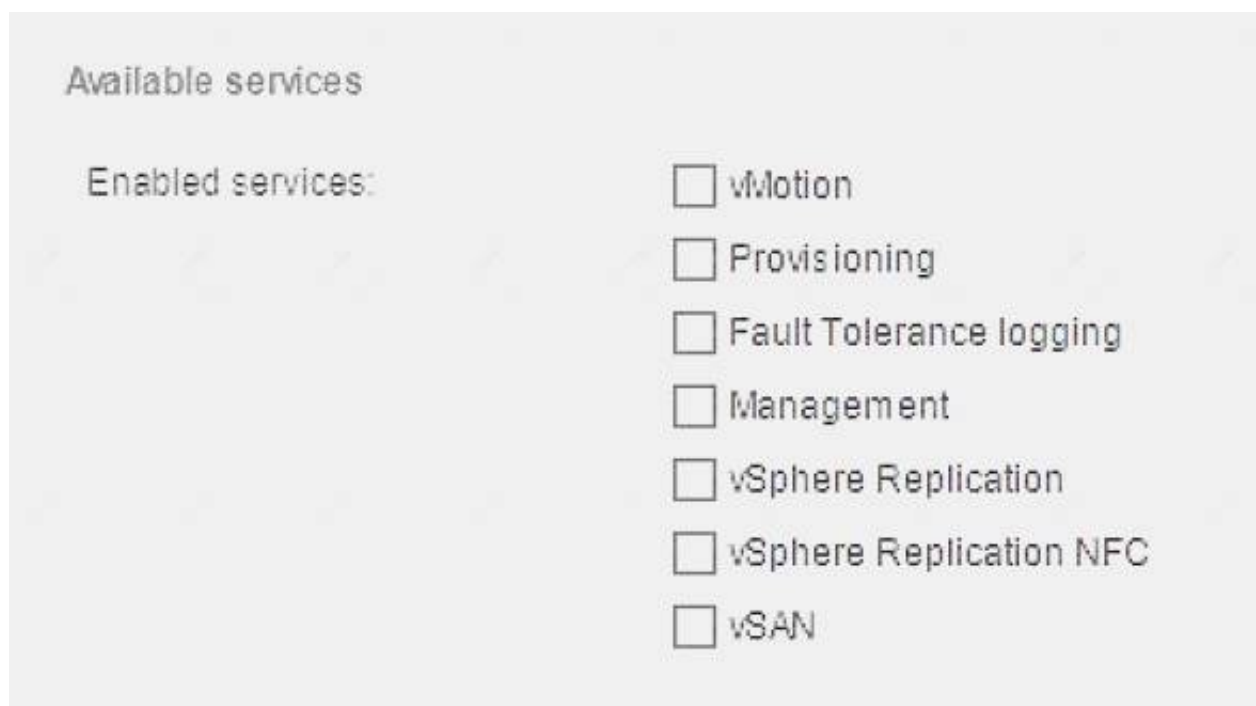 Available services
Enabled services:
vMotion
Provisioning
Fault Tolerance logging
Management
vSphere Replication
vSphere Replication NFC
vSAN